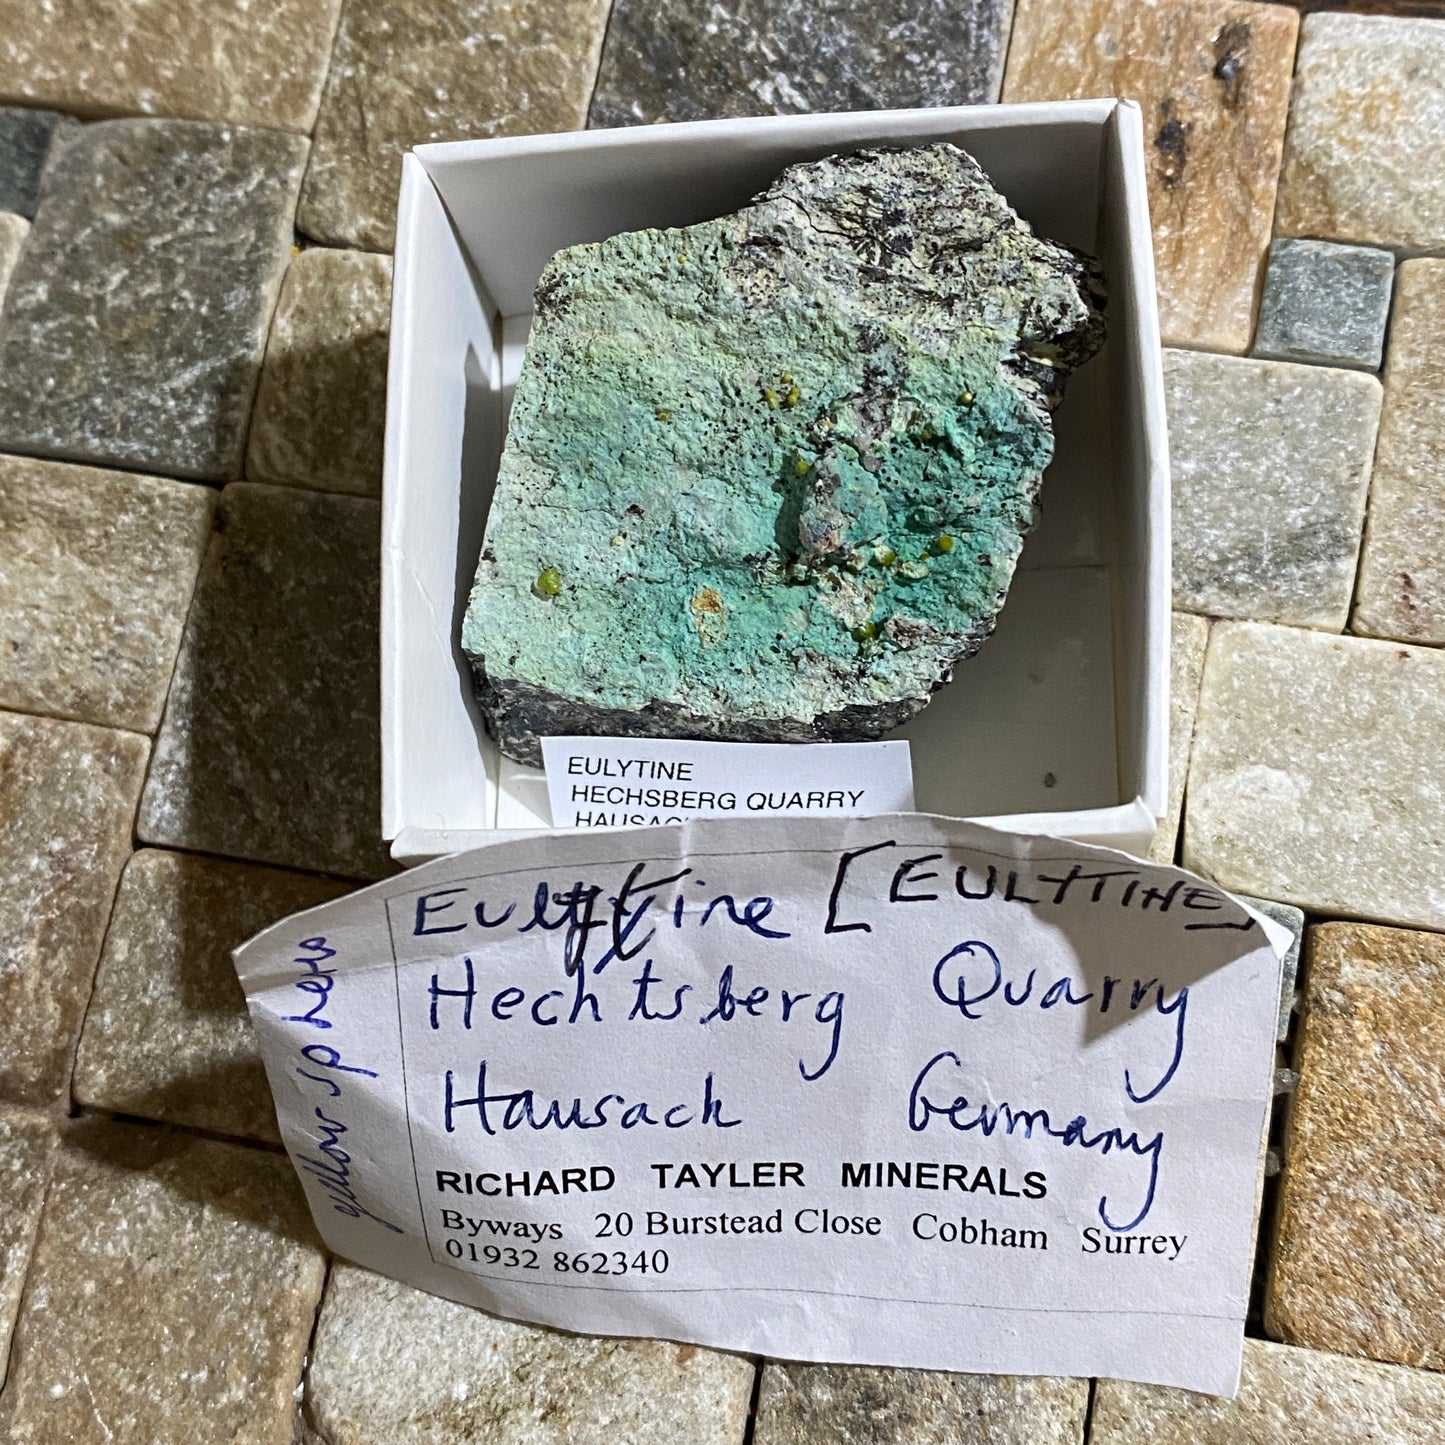 EULYTINE
HECHSBERG QUARRY
HAUSACH
Eulytine [EULYTINE]
Hechtsberg Quarry
Hausach Germany
RICHARD TAYLER MINERALS
Byways 20 Burstead Close Cobham Surrey
01932 862340
yellow sphere